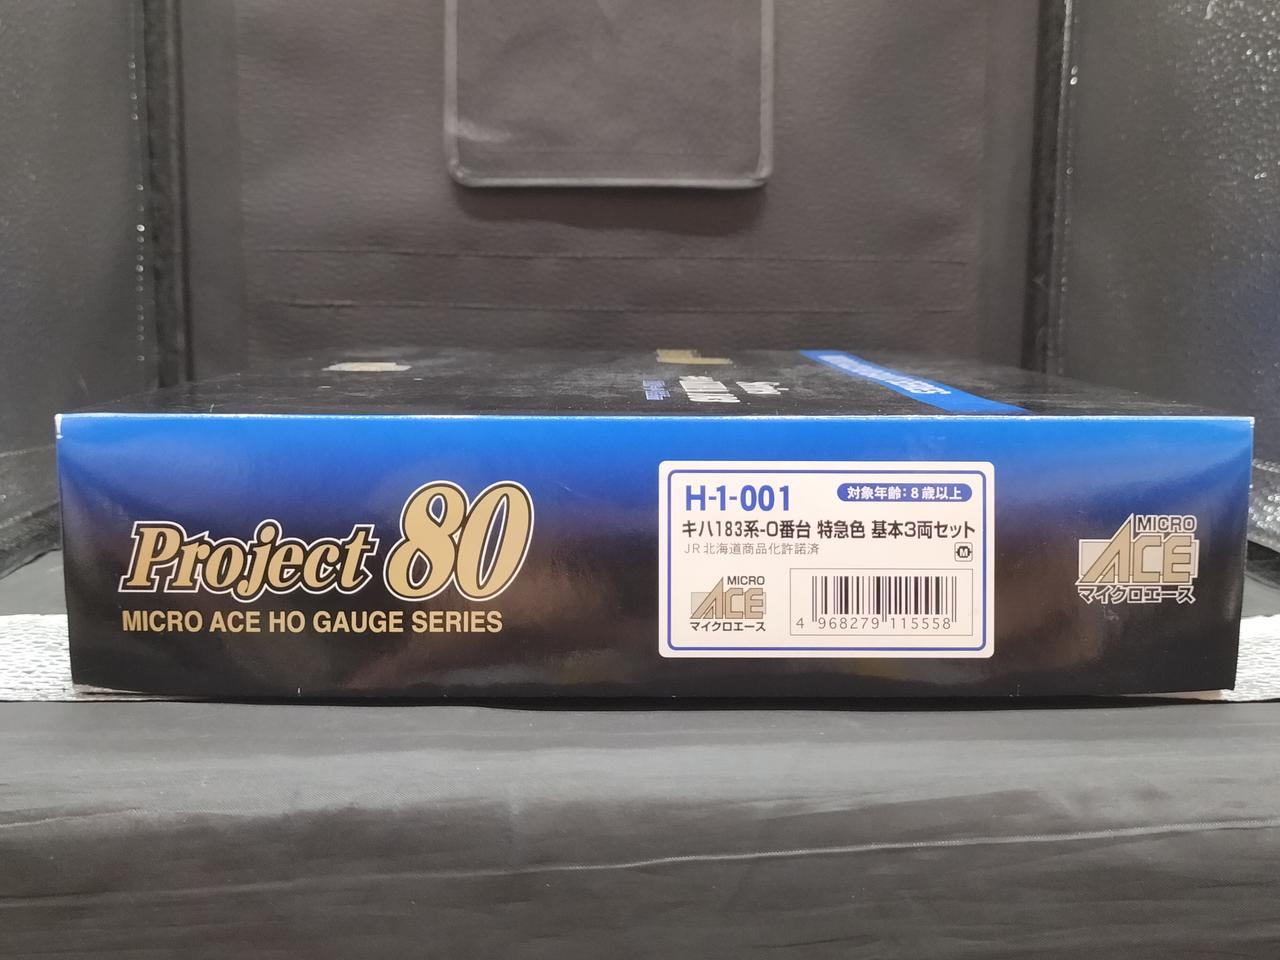 Project 80
MICRO ACE HO GAUGE SERIES
H-1-001
対象年齢:8歳以上
キハ183系-0番台 特急色 基本3両セット
JR北海道商品化許諾済
M
MICRO
ACE
マイクロエース
4 968279 115558
MICRO
ACE
マイクロエース